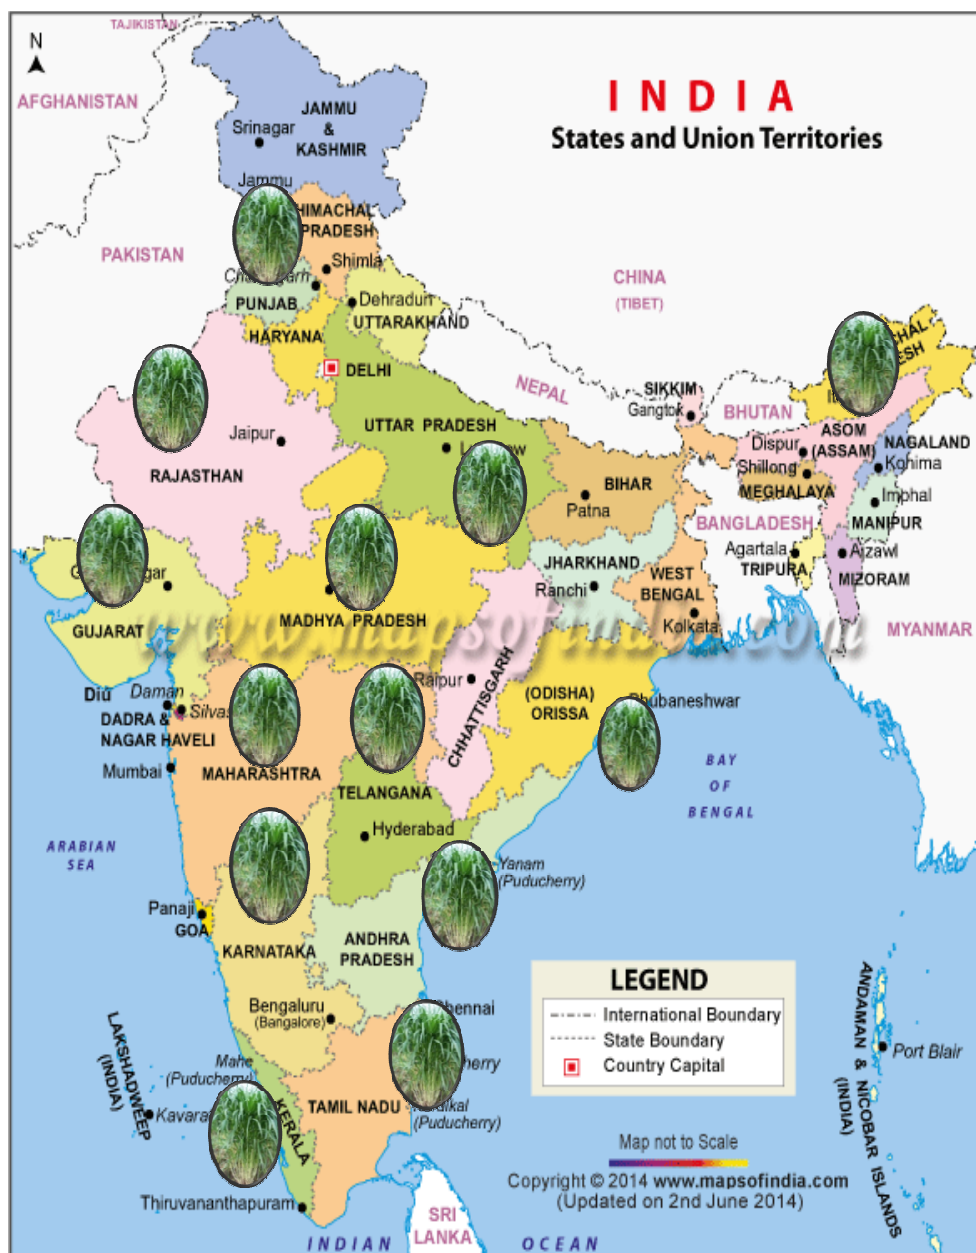 TAJIKISTAN
N
AFGHANISTAN
INDIA
States and Union Territories
JAMMU
&
KASHMIR
Srinagar
Jammu
HIMACHAL
PRADESH
PAKISTAN
Shimla
CHINA
(TIBET)
PUNJAB
Dehradun
UTTARAKHAND
HARYANA
DELHI
NEPAL
SIKKIM
Gangtok
BHUTAN
UTTAR PRADESH
Jaipur
RAJASTHAN
ASOM
(ASSAM)
Dispur
NAGALAND
Kohima
Shillong
MEGHALAYA
BIHAR
Patna
Imphal
MANIPUR
BANGLADESH
Agartala
TRIPURA
Aizawl
MIZORAM
JHARKHAND
Ranchi
WEST
BENGAL
Kolkata
GUJARAT
MADHYA PRADESH
www.mapsofindia.com
MYANMAR
Diu
Daman
DADRA &
NAGAR HAVELI
Mumbai
MAHARASHTRA
Raipur
CHHATTISGARH
(ODISHA)
ORISSA
Bhubaneshwar
BAY
OF
BENGAL
TELANGANA
Hyderabad
ARABIAN
SEA
Yanam
(Puducherry)
Panaji
GOA
KARNATAKA
ANDHRA
PRADESH
Bengaluru
(Bangalore)
Chennai
LEGEND
International Boundary
State Boundary
Country Capital
ANDAMAN & NICOBAR ISLANDS
(INDIA)
Port Blair
LAKSHADWEEP
(INDIA)
Mahe
(Puducherry)
KERALA
TAMIL NADU
(Puducherry)
Thiruvananthapuram
Map not to Scale
Copyright © 2014 www.mapsofindia.com
(Updated on 2nd June 2014)
SRI
LANKA
INDIAN OCEAN